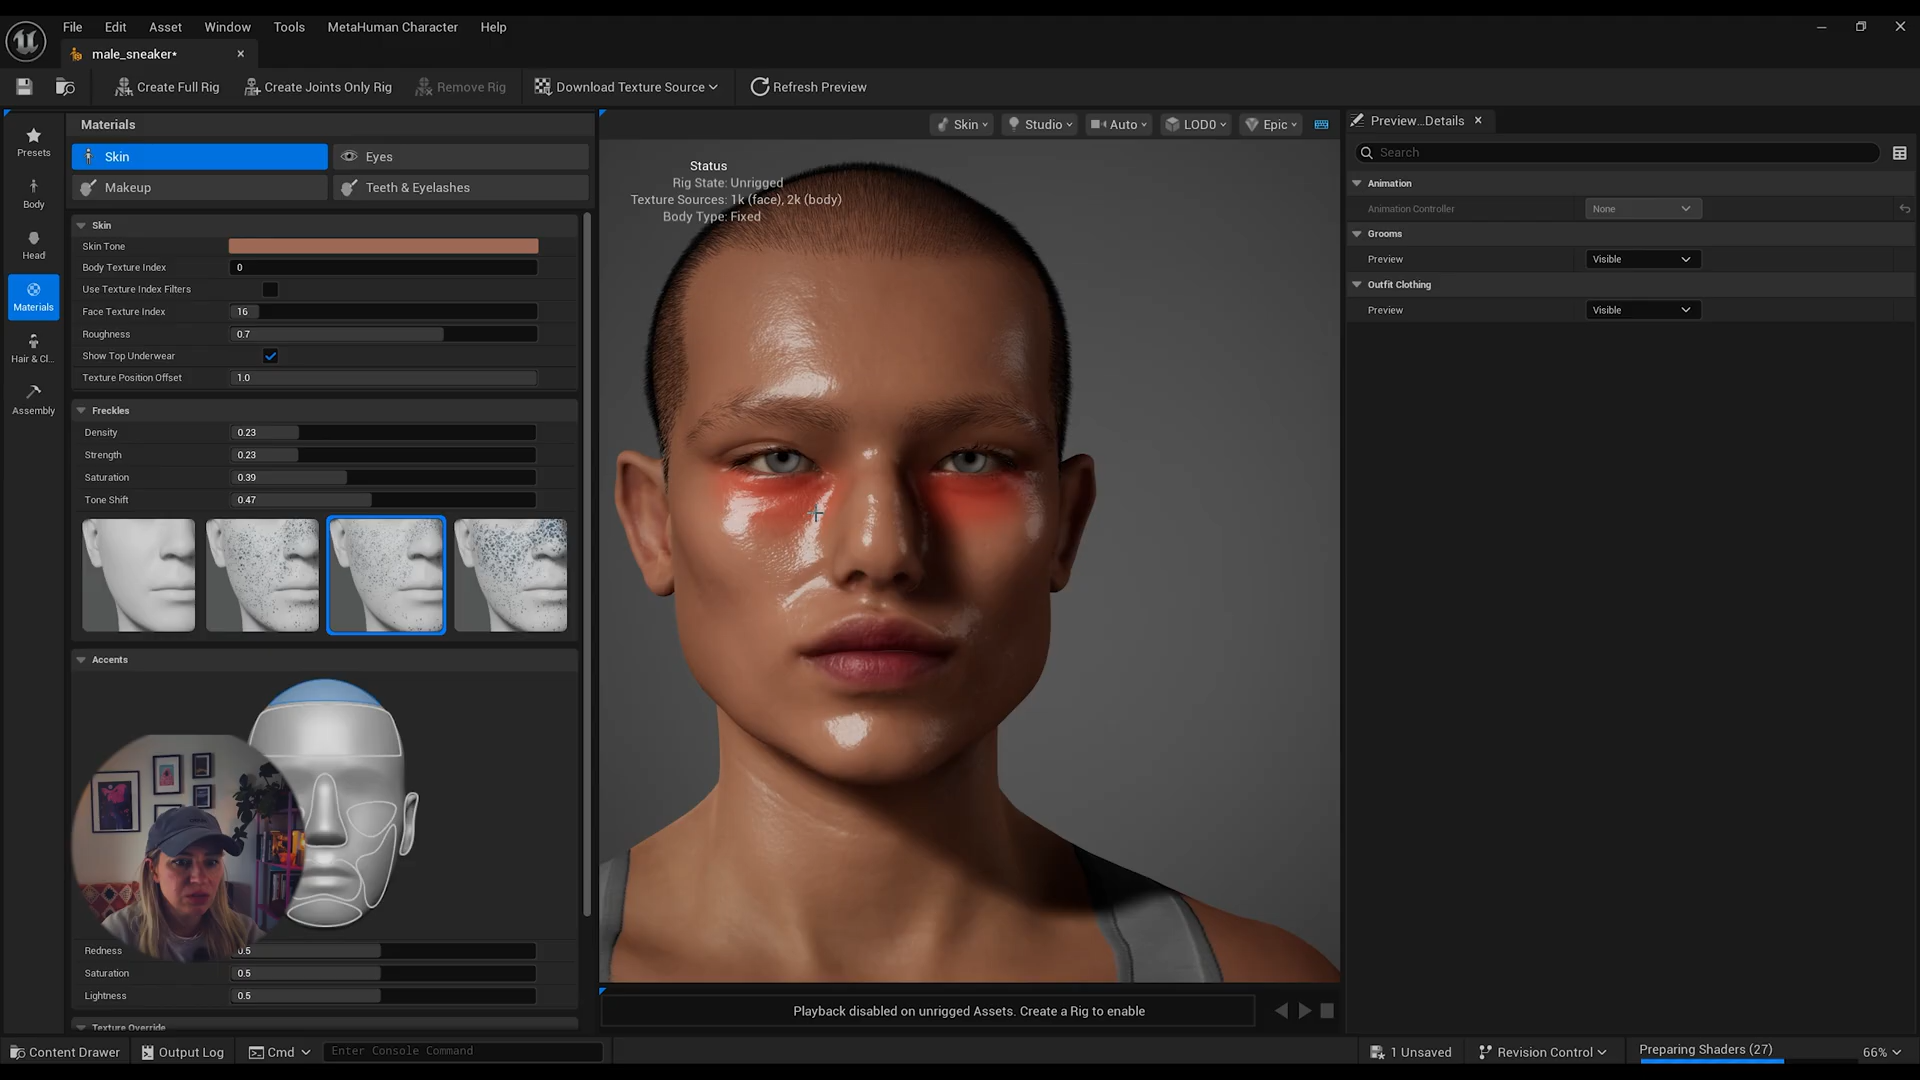 File Edit Asset Window Tools MetaHuman Character Help
male_sneaker*
Create Full Rig Create Joints Only Rig Remove Rig Download Texture Source Refresh Preview
Presets
Body
Head
Materials
Hair & Cl...
Assembly
Materials
Skin Eyes
Makeup Teeth & Eyelashes
Skin
Skin Tone
Body Texture Index 0
Use Texture Index Filters
Face Texture Index 16
Roughness 0.7
Show Top Underwear
Texture Position Offset 1.0
Freckles
Density 0.23
Strength 0.23
Saturation 0.39
Tone Shift 0.47
Accents
Redness 0.5
Saturation 0.5
Lightness 0.5
Texture Override
Skin Studio Auto LOD0 Epic
Status
Rig State: Unrigged
Texture Sources: 1k (face), 2k (body)
Body Type: Fixed
Playback disabled on unrigged Assets. Create a Rig to enable
Preview...Details
Search
Animation
Animation Controller None
Grooms
Preview Visible
Outfit Clothing
Preview Visible
Content Drawer Output Log Cmd Enter Console Command 1 Unsaved Revision Control Preparing Shaders (27) 66%